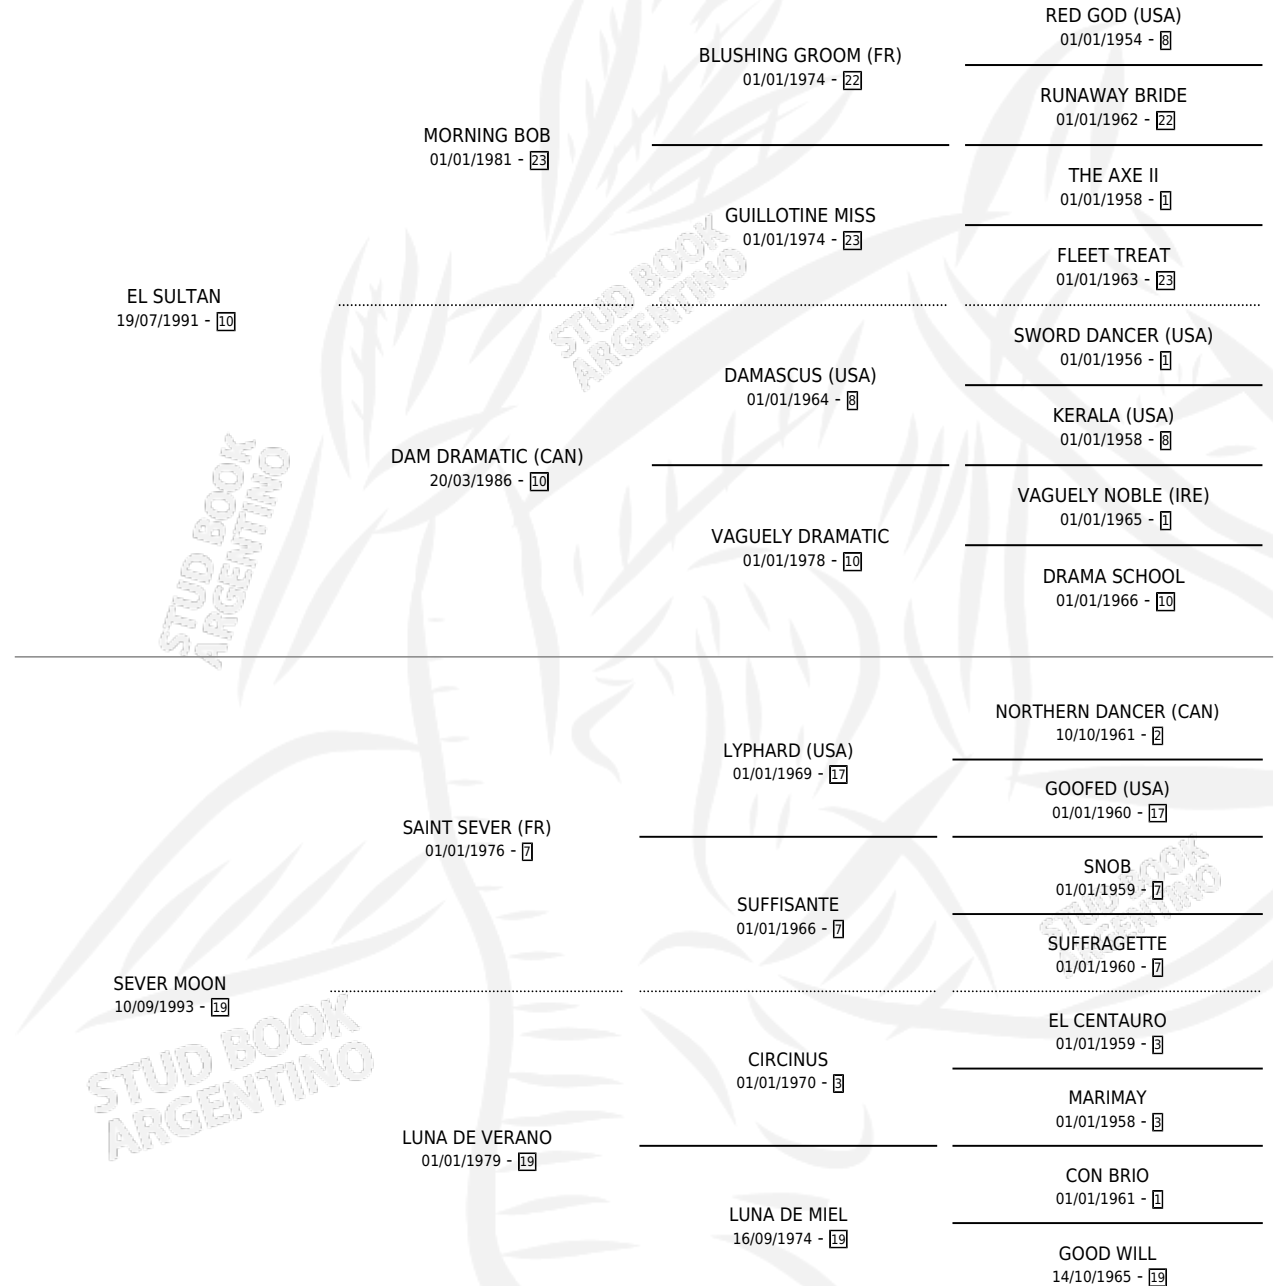 RED GOD (USA)
01/01/1954 - 8
BLUSHING GROOM (FR)
01/01/1974 - 22
RUNAWAY BRIDE
01/01/1962 - 22
MORNING BOB
01/01/1981 - 23
THE AXE II
01/01/1958 - 1
GUILLOTINE MISS
01/01/1974 - 23
FLEET TREAT
01/01/1963 - 23
EL SULTAN
19/07/1991 - 10
STUD BOOK
ARGENTINO
SWORD DANCER (USA)
01/01/1956 - 1
DAMASCUS (USA)
01/01/1964 - 8
KERALA (USA)
01/01/1958 - 8
DAM DRAMATIC (CAN)
20/03/1986 - 10
VAGUELY NOBLE (IRE)
01/01/1965 - 1
VAGUELY DRAMATIC
01/01/1978 - 10
DRAMA SCHOOL
01/01/1966 - 10
STUD BOOK
ARGENTINO
NORTHERN DANCER (CAN)
10/10/1961 - 2
LYPHARD (USA)
01/01/1969 - 17
GOOFED (USA)
01/01/1960 - 17
SAINT SEVER (FR)
01/01/1976 - 7
SNOB
01/01/1959 - 7
SUFFISANTE
01/01/1966 - 7
SUFFRAGETTE
01/01/1960 - 7
STUD BOOK
ARGENTINO
SEVER MOON
10/09/1993 - 19
EL CENTAURO
01/01/1959 - 3
CIRCINUS
01/01/1970 - 3
MARIMAY
01/01/1958 - 3
STUD BOOK
ARGENTINO
LUNA DE VERANO
01/01/1979 - 19
CON BRIO
01/01/1961 - 1
LUNA DE MIEL
16/09/1974 - 19
GOOD WILL
14/10/1965 - 19